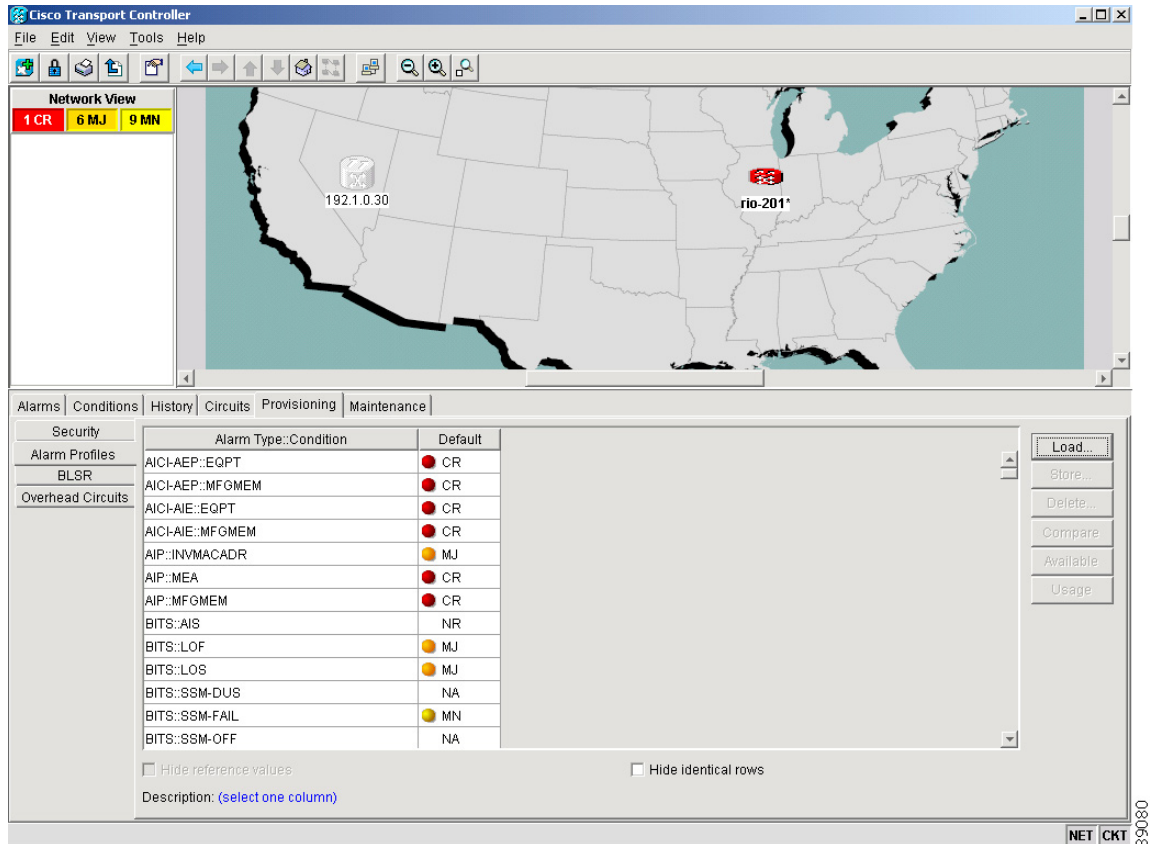 Cisco Transport Controller
File Edit View Tools Help
Network View
1 CR 6 MJ 9 MN
192.1.0.30
rio-201*
Alarms Conditions History Circuits Provisioning Maintenance
Security
Alarm Profiles
BLSR
Overhead Circuits
Alarm Type::Condition Default
AICI-AEP::EQPT CR
AICI-AEP::MFGMEM CR
AICI-AIE::EQPT CR
AICI-AIE::MFGMEM CR
AIP::INVMACADR MJ
AIP::MEA CR
AIP::MFGMEM CR
BITS::AIS NR
BITS::LOF MJ
BITS::LOS MJ
BITS::SSM-DUS NA
BITS::SSM-FAIL MN
BITS::SSM-OFF NA
Load...
Store...
Delete...
Compare
Available
Usage
Hide reference values
Hide identical rows
Description: (select one column)
NET CKT